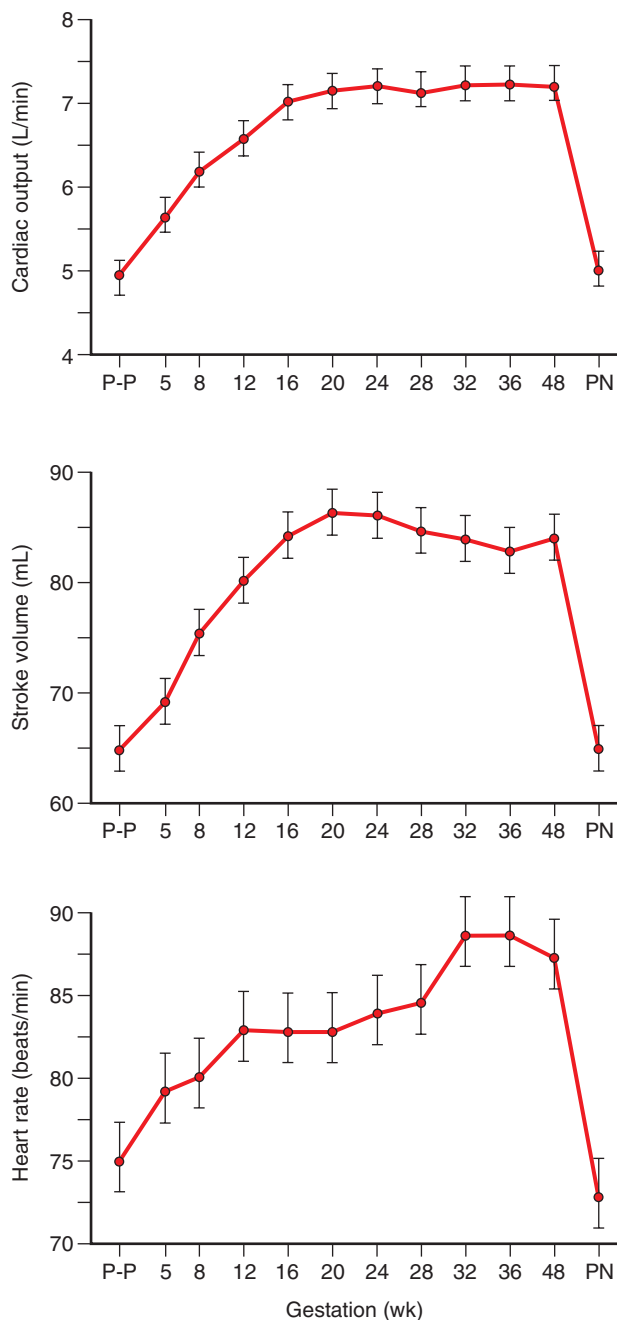 Cardiac output (L/min)
8
7
6
5
4
P-P 5 8 12 16 20 24 28 32 36 48 PN
Stroke volume (mL)
90
80
70
60
P-P 5 8 12 16 20 24 28 32 36 48 PN
Heart rate (beats/min)
90
85
80
75
70
P-P 5 8 12 16 20 24 28 32 36 48 PN
Gestation (wk)